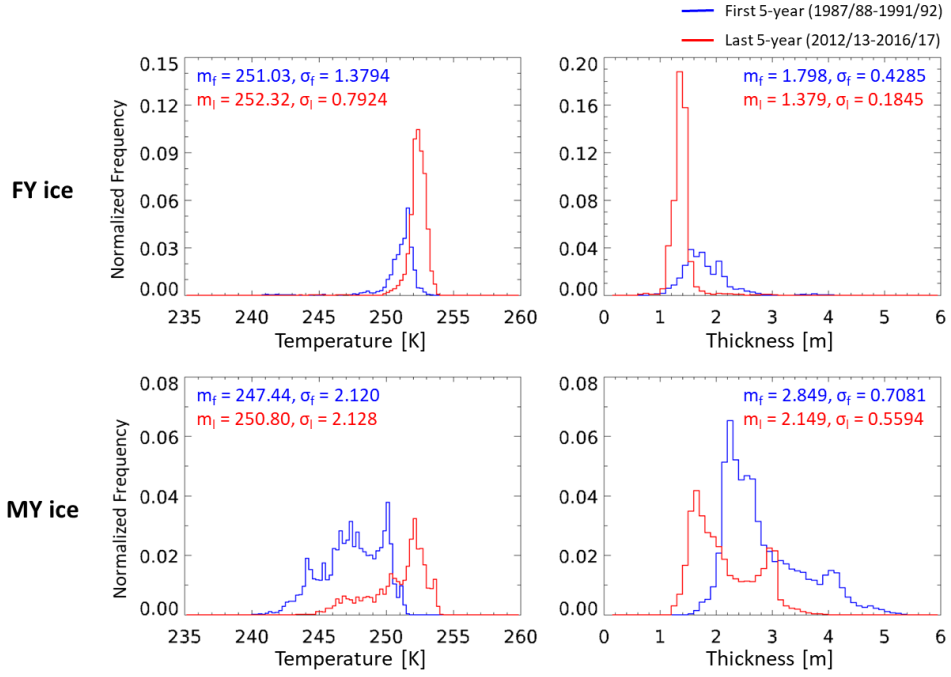 First 5-year (1987/88-1991/92)
Last 5-year (2012/13-2016/17)
FY ice
Normalized Frequency
0.15
0.12
0.09
0.06
0.03
0.00
m_f = 251.03, σ_f = 1.3794
m_l = 252.32, σ_l = 0.7924
235 240 245 250 255 260
Temperature [K]
0.20
0.16
0.12
0.08
0.04
0.00
m_f = 1.798, σ_f = 0.4285
m_l = 1.379, σ_l = 0.1845
0 1 2 3 4 5 6
Thickness [m]
MY ice
Normalized Frequency
0.08
0.06
0.04
0.02
0.00
m_f = 247.44, σ_f = 2.120
m_l = 250.80, σ_l = 2.128
235 240 245 250 255 260
Temperature [K]
0.08
0.06
0.04
0.02
0.00
m_f = 2.849, σ_f = 0.7081
m_l = 2.149, σ_l = 0.5594
0 1 2 3 4 5 6
Thickness [m]